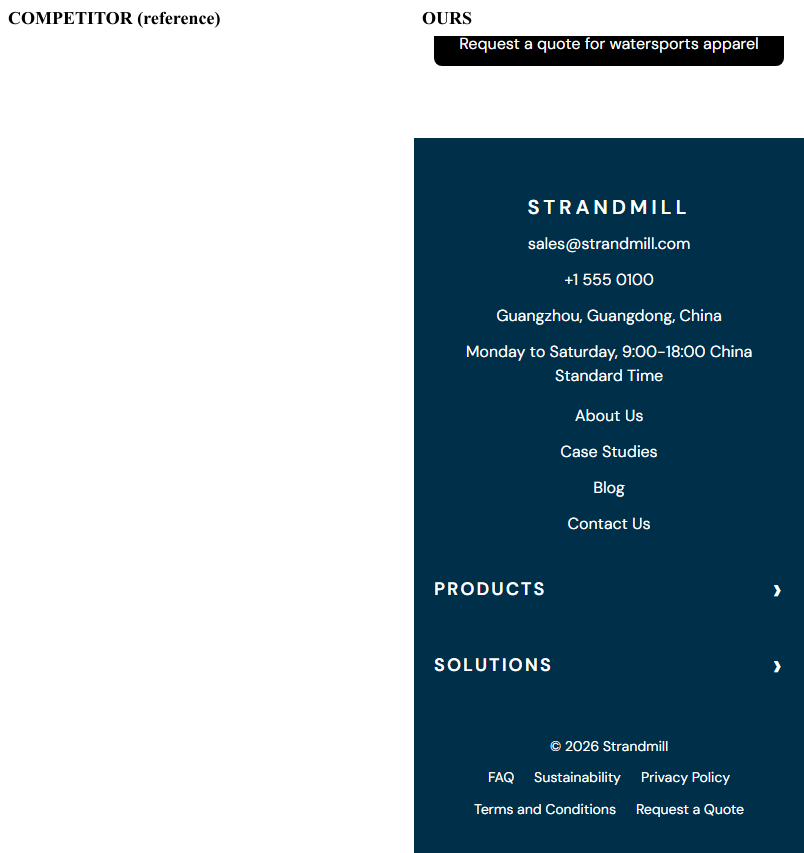 COMPETITOR (reference)
OURS
Request a quote for watersports apparel
STRANDMILL
sales@strandmill.com
+1 555 0100
Guangzhou, Guangdong, China
Monday to Saturday, 9:00-18:00 China
Standard Time
About Us
Case Studies
Blog
Contact Us
PRODUCTS ›
SOLUTIONS ›
© 2026 Strandmill
FAQ Sustainability Privacy Policy
Terms and Conditions Request a Quote